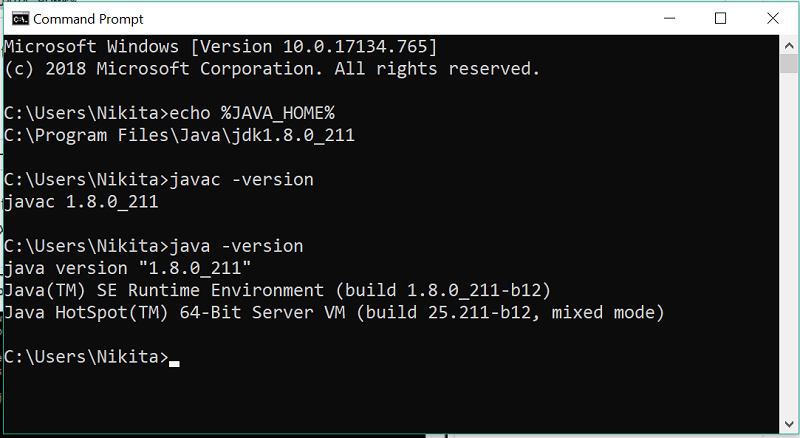 Command Prompt
Microsoft Windows [Version 10.0.17134.765]
(c) 2018 Microsoft Corporation. All rights reserved.
C:\Users\Nikita>echo %JAVA_HOME%
C:\Program Files\Java\jdk1.8.0_211
C:\Users\Nikita>javac -version
javac 1.8.0_211
C:\Users\Nikita>java -version
java version "1.8.0_211"
Java(TM) SE Runtime Environment (build 1.8.0_211-b12)
Java HotSpot(TM) 64-Bit Server VM (build 25.211-b12, mixed mode)
C:\Users\Nikita>